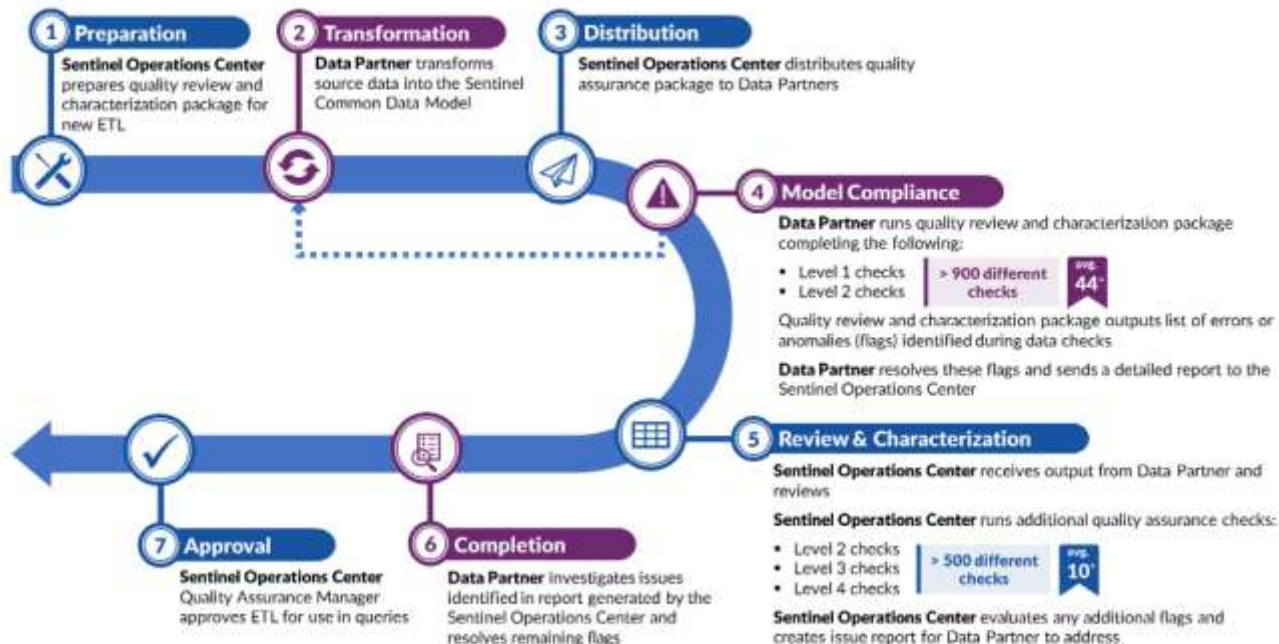 1 Preparation
Sentinel Operations Center
prepares quality review and
characterization package for
new ETL
2 Transformation
Data Partner transforms
source data into the Sentinel
Common Data Model
3 Distribution
Sentinel Operations Center distributes quality
assurance package to Data Partners
4 Model Compliance
Data Partner runs quality review and characterization package
completing the following:
• Level 1 checks
• Level 2 checks
> 900 different
checks
avg.
44*
Quality review and characterization package outputs list of errors or
anomalies (flags) identified during data checks
Data Partner resolves these flags and sends a detailed report to the
Sentinel Operations Center
5 Review & Characterization
Sentinel Operations Center receives output from Data Partner and
reviews
Sentinel Operations Center runs additional quality assurance checks:
• Level 2 checks
• Level 3 checks
• Level 4 checks
> 500 different
checks
avg.
10*
Sentinel Operations Center evaluates any additional flags and
creates issue report for Data Partner to address
6 Completion
Data Partner investigates issues
identified in report generated by the
Sentinel Operations Center and
resolves remaining flags
7 Approval
Sentinel Operations Center
Quality Assurance Manager
approves ETL for use in queries